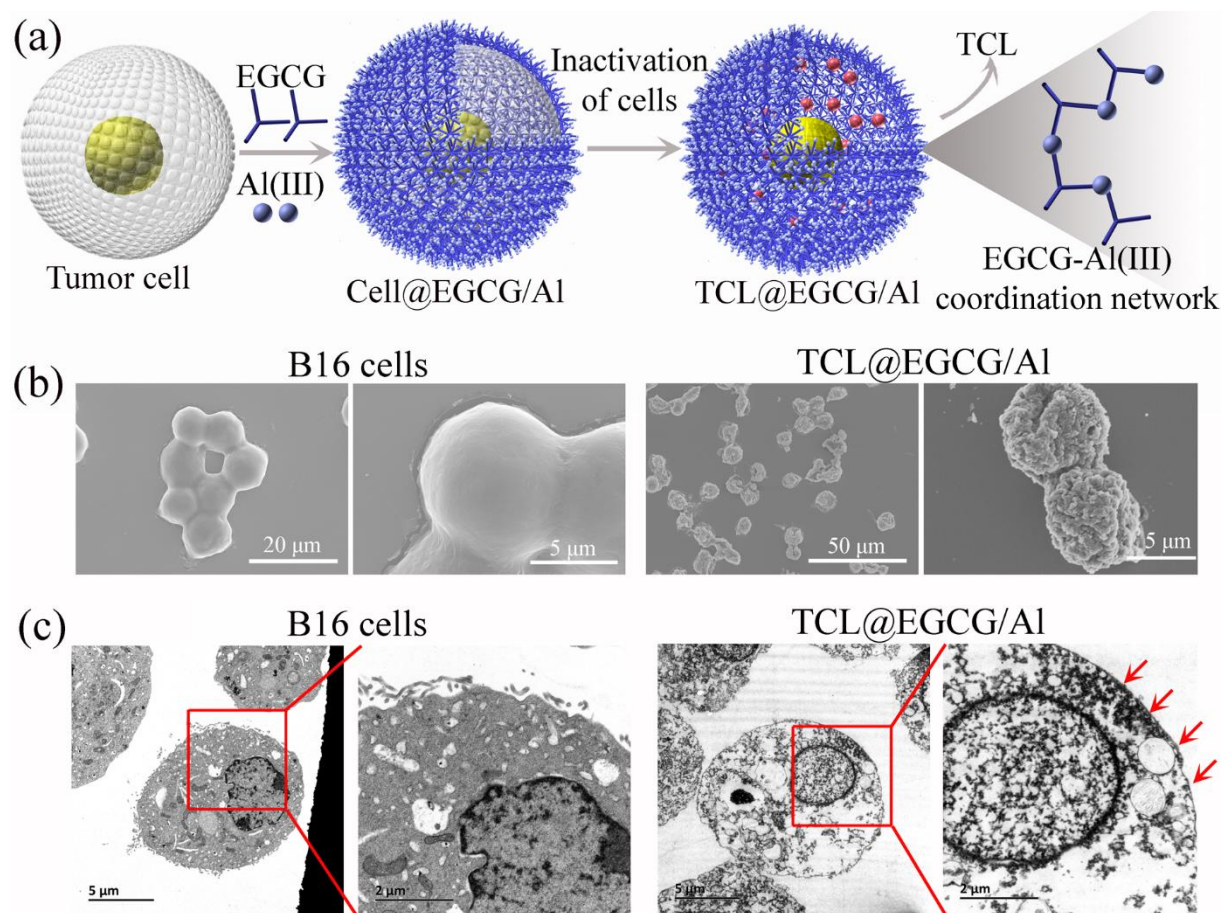 (a)
EGCG
Al(III)
Tumor cell
Cell@EGCG/Al
Inactivation
of cells
TCL@EGCG/Al
TCL
EGCG-Al(III)
coordination network
(b)
B16 cells
TCL@EGCG/Al
20 μm
5 μm
50 μm
5 μm
(c)
B16 cells
TCL@EGCG/Al
5 μm
2 μm
5 μm
2 μm